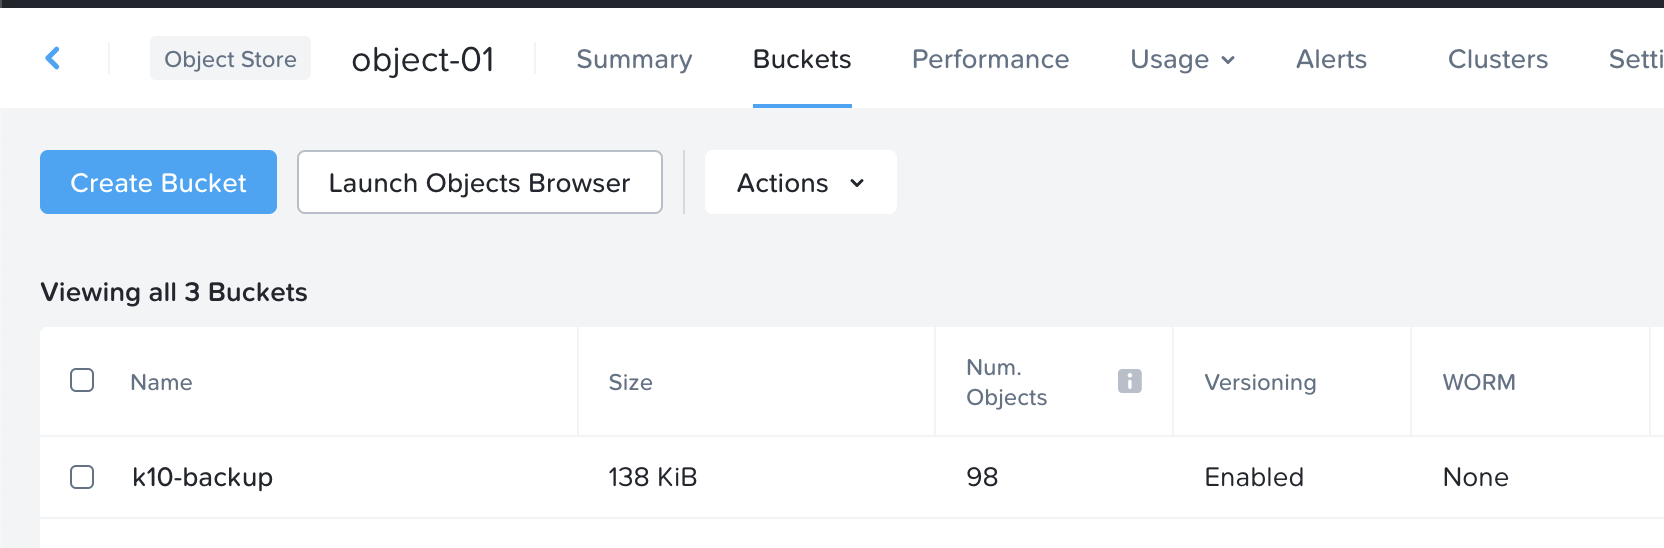 Object Store object-01 Summary Buckets Performance Usage Alerts Clusters Setti
Create Bucket Launch Objects Browser Actions
Viewing all 3 Buckets
Name Size Num. Objects Versioning WORM
k10-backup 138 KiB 98 Enabled None